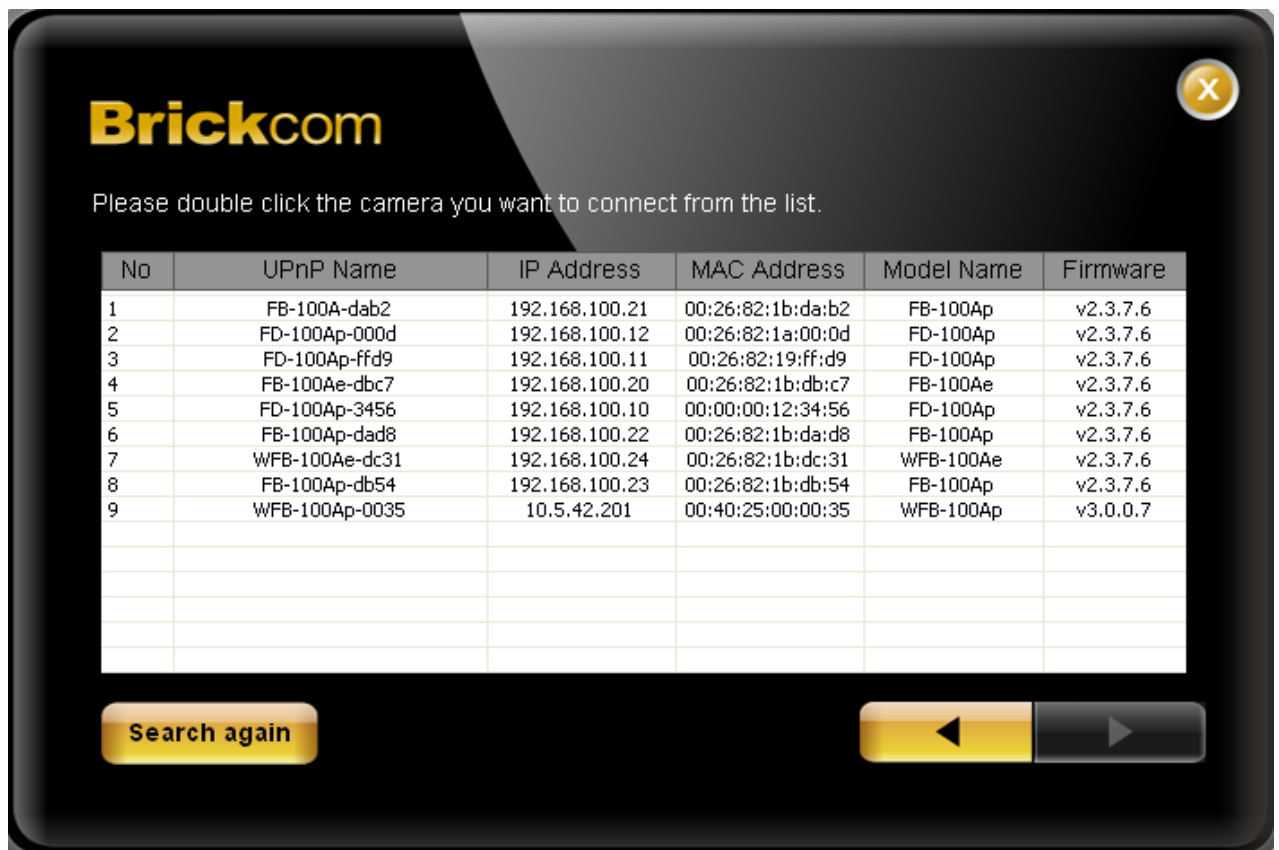 Brickcom
X
Please double click the camera you want to connect from the list.
No UPnP Name IP Address MAC Address Model Name Firmware
1 FB-100A-dab2 192.168.100.21 00:26:82:1b:da:b2 FB-100Ap v2.3.7.6
2 FD-100Ap-000d 192.168.100.12 00:26:82:1a:00:0d FD-100Ap v2.3.7.6
3 FD-100Ap-ffd9 192.168.100.11 00:26:82:19:ff:d9 FD-100Ap v2.3.7.6
4 FB-100Ae-dbc7 192.168.100.20 00:26:82:1b:db:c7 FB-100Ae v2.3.7.6
5 FD-100Ap-3456 192.168.100.10 00:00:00:12:34:56 FD-100Ap v2.3.7.6
6 FB-100Ap-dad8 192.168.100.22 00:26:82:1b:da:d8 FB-100Ap v2.3.7.6
7 WFB-100Ae-dc31 192.168.100.24 00:26:82:1b:dc:31 WFB-100Ae v2.3.7.6
8 FB-100Ap-db54 192.168.100.23 00:26:82:1b:db:54 FB-100Ap v2.3.7.6
9 WFB-100Ap-0035 10.5.42.201 00:40:25:00:00:35 WFB-100Ap v3.0.0.7
Search again